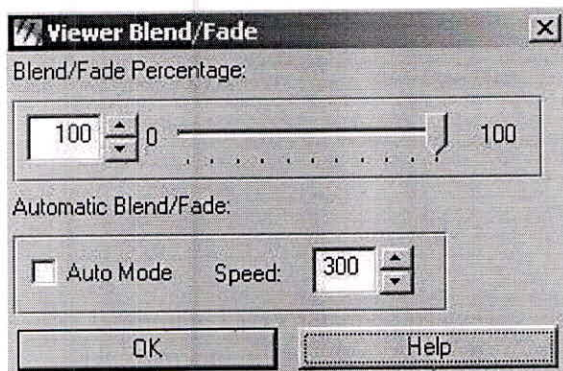 Viewer Blend/Fade
Blend/Fade Percentage:
100 0 100
Automatic Blend/Fade:
Auto Mode Speed: 300
OK Help